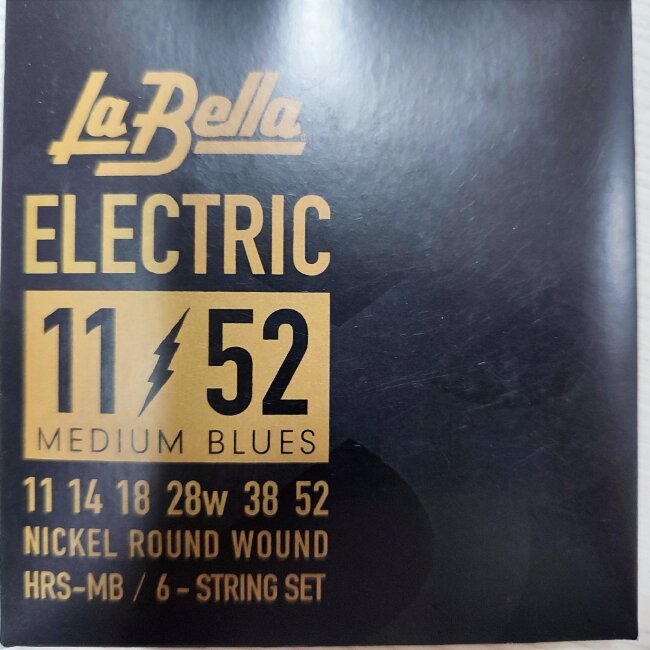 La Bella
ELECTRIC
11 52
MEDIUM BLUES
11 14 18 28w 38 52
NICKEL ROUND WOUND
HRS-MB / 6 - STRING SET